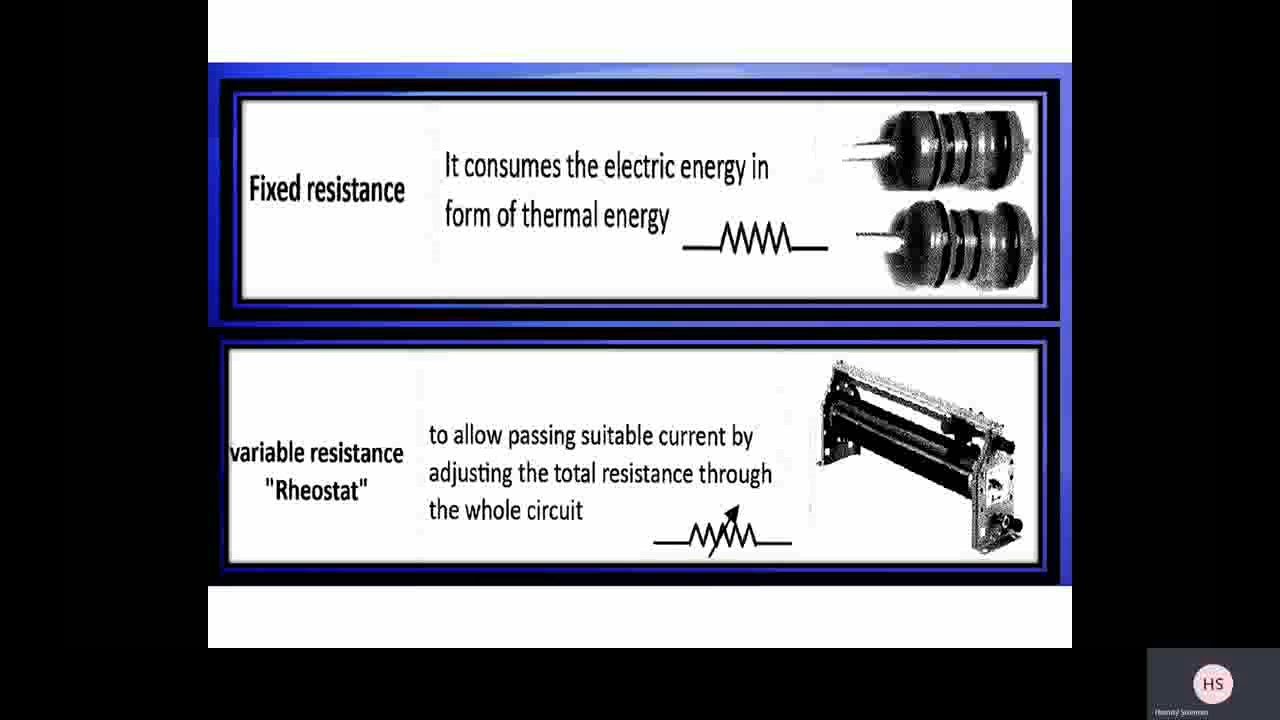 Fixed resistance
It consumes the electric energy in
form of thermal energy
variable resistance
"Rheostat"
to allow passing suitable current by
adjusting the total resistance through
the whole circuit
HS